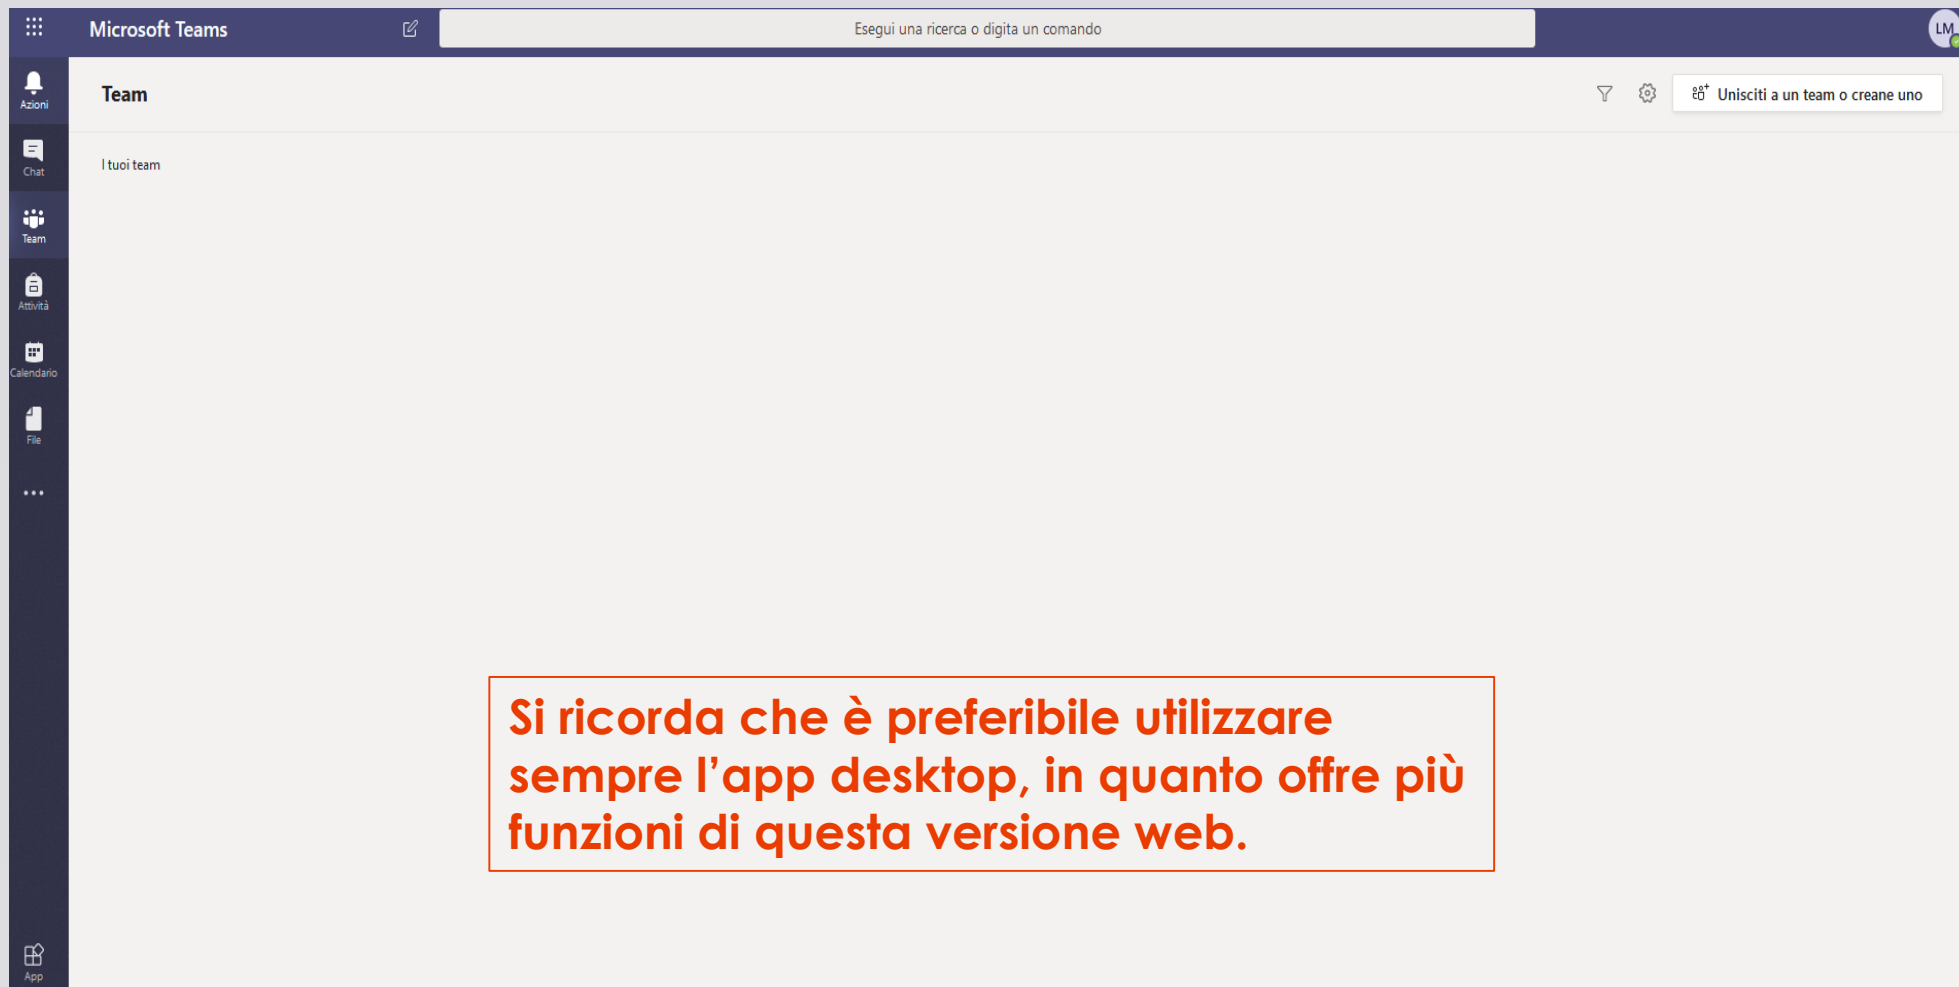 Microsoft Teams
Esegui una ricerca o digita un comando
LM
Azioni
Team
Unisciti a un team o creane uno
Chat
I tuoi team
Team
Attività
Calendario
File
Si ricorda che è preferibile utilizzare
sempre l’app desktop, in quanto offre più
funzioni di questa versione web.
App